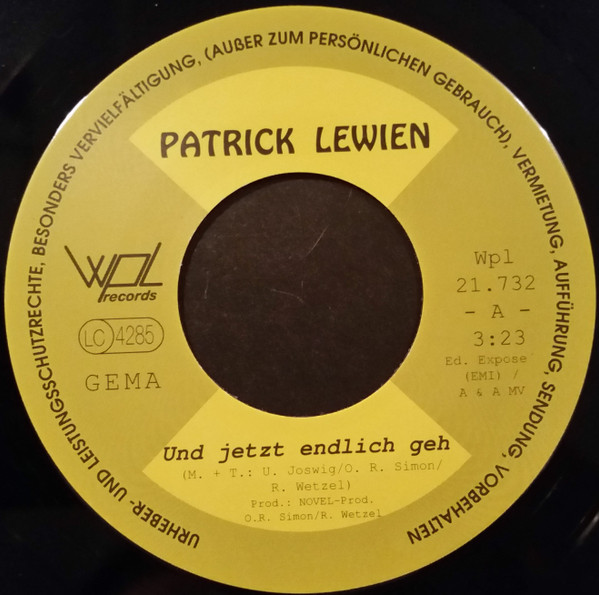 URHEBER- UND LEISTUNGSSCHUTZRECHTE, BESONDERS VERVIELFÄLTIGUNG, (AUßER ZUM PERSÖNLICHEN GEBRAUCH), VERMIETUNG, AUFFÜHRUNG, SENDUNG, VORBEHALTEN
PATRICK LEWIEN
WPL
records
LC 4285
GEMA
Wpl
21.732
- A -
3:23
Ed. Expose´
(EMI) /
A & A MV
Und jetzt endlich geh
(M. + T.: U. Joswig/O. R. Simon/
R. Wetzel)
Prod.: NOVEL-Prod.
O.R. Simon/R. Wetzel